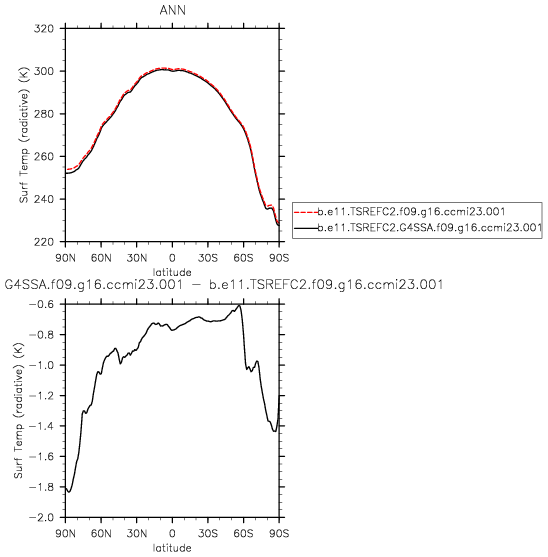 ANN
320
300
280
260
240
220
Surf Temp (radiative) (K)
90N 60N 30N 0 30S 60S 90S
latitude
b.e11.TSREFC2.f09.g16.ccmi23.001
b.e11.TSREFC2.G4SSA.f09.g16.ccmi23.001
G4SSA.f09.g16.ccmi23.001 − b.e11.TSREFC2.f09.g16.ccmi23.001
−0.6
−0.8
−1.0
−1.2
−1.4
−1.6
−1.8
−2.0
Surf Temp (radiative) (K)
90N 60N 30N 0 30S 60S 90S
latitude